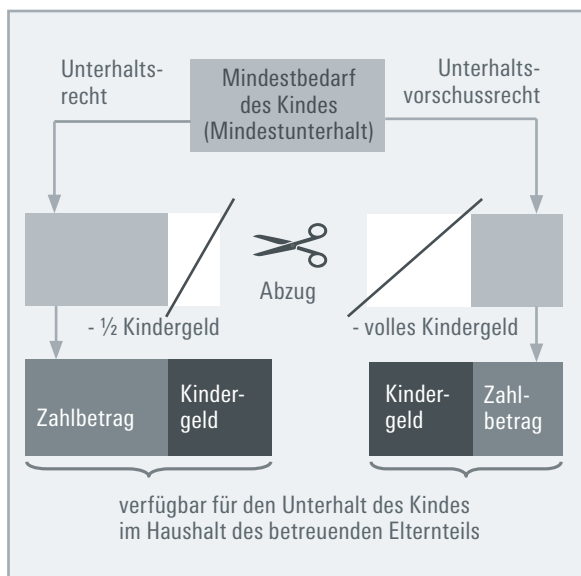 Unterhalts-
recht
Mindestbedarf
des Kindes
(Mindestunterhalt)
Unterhalts-
vorschussrecht
Abzug
- ½ Kindergeld
- volles Kindergeld
Zahlbetrag
Kinder-
geld
Kinder-
geld
Zahl-
betrag
verfügbar für den Unterhalt des Kindes
im Haushalt des betreuenden Elternteils